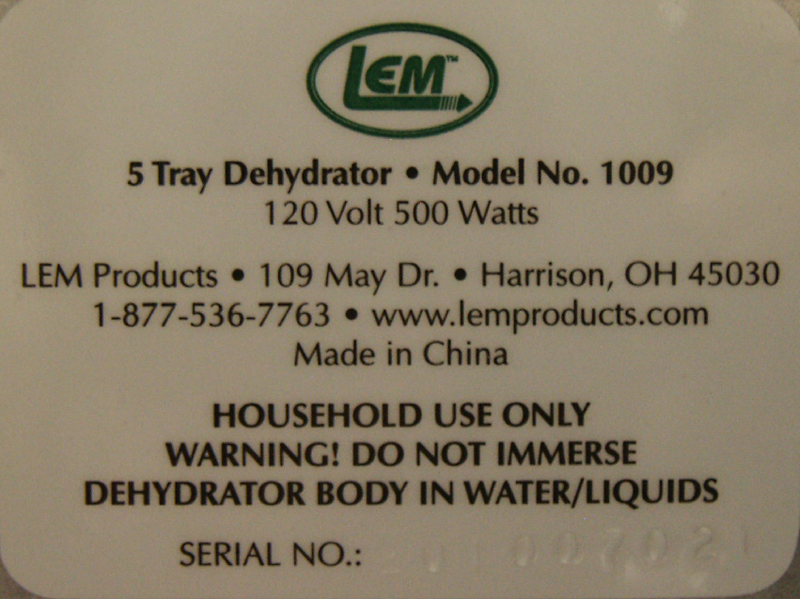 LEM™
5 Tray Dehydrator • Model No. 1009
120 Volt 500 Watts
LEM Products • 109 May Dr. • Harrison, OH 45030
1-877-536-7763 • www.lemproducts.com
Made in China
HOUSEHOLD USE ONLY
WARNING! DO NOT IMMERSE
DEHYDRATOR BODY IN WATER/LIQUIDS
SERIAL NO.: